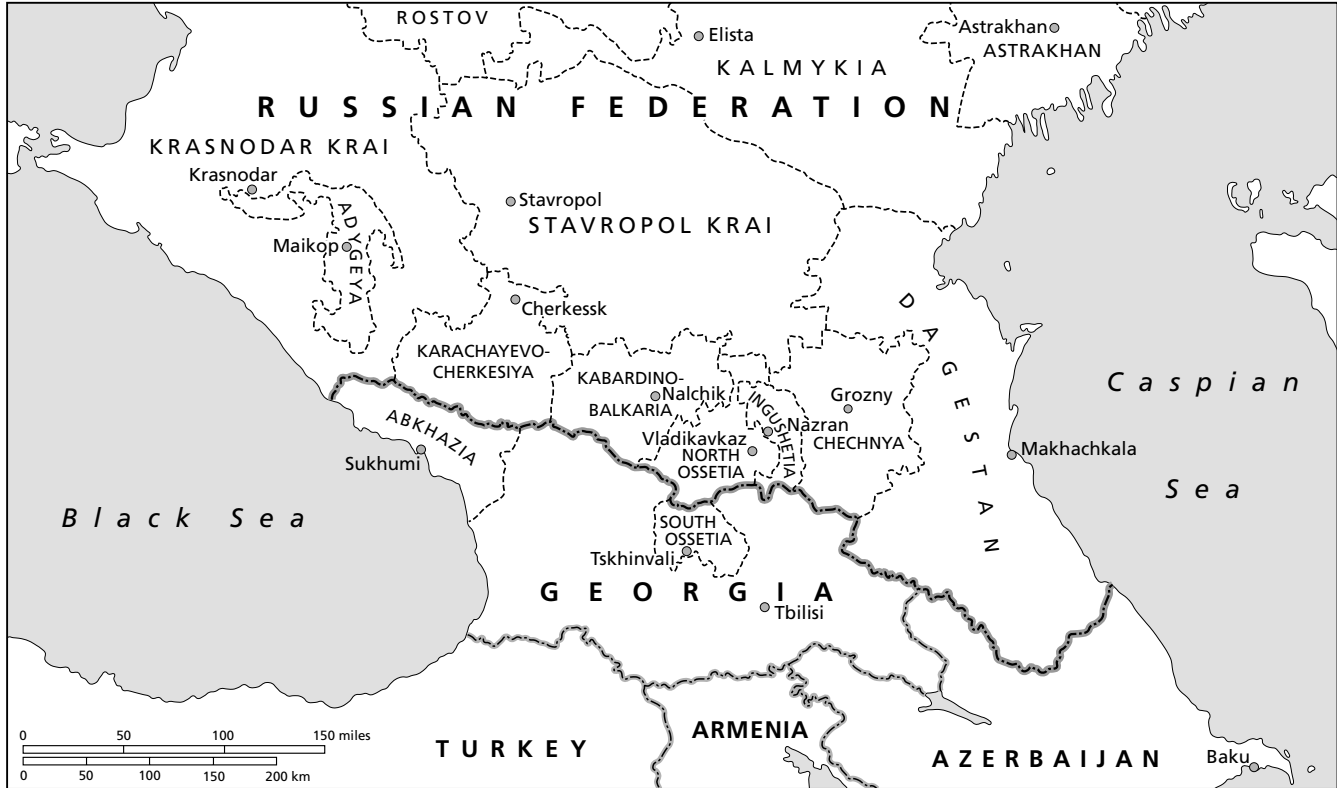 ROSTOV
Elista
Astrakhan
ASTRAKHAN
KALMYKIA
RUSSIAN FEDERATION
KRASNODAR KRAI
Krasnodar
Stavropol
STAVROPOL KRAI
ADYGEYA
Maikop
Cherkessk
DAGESTAN
KARACHAYEVO-
CHERKESIYA
KABARDINO-
BALKARIA
Nalchik
INGUSHETIA
Grozny
Nazran
CHECHNYA
Caspian
Sea
ABKHAZIA
Sukhumi
Vladikavkaz
NORTH
OSSETIA
Makhachkala
Black Sea
SOUTH
OSSETIA
Tskhinvali
GEORGIA
Tbilisi
TURKEY
ARMENIA
AZERBAIJAN
Baku
0 50 100 150 miles
0 50 100 150 200 km